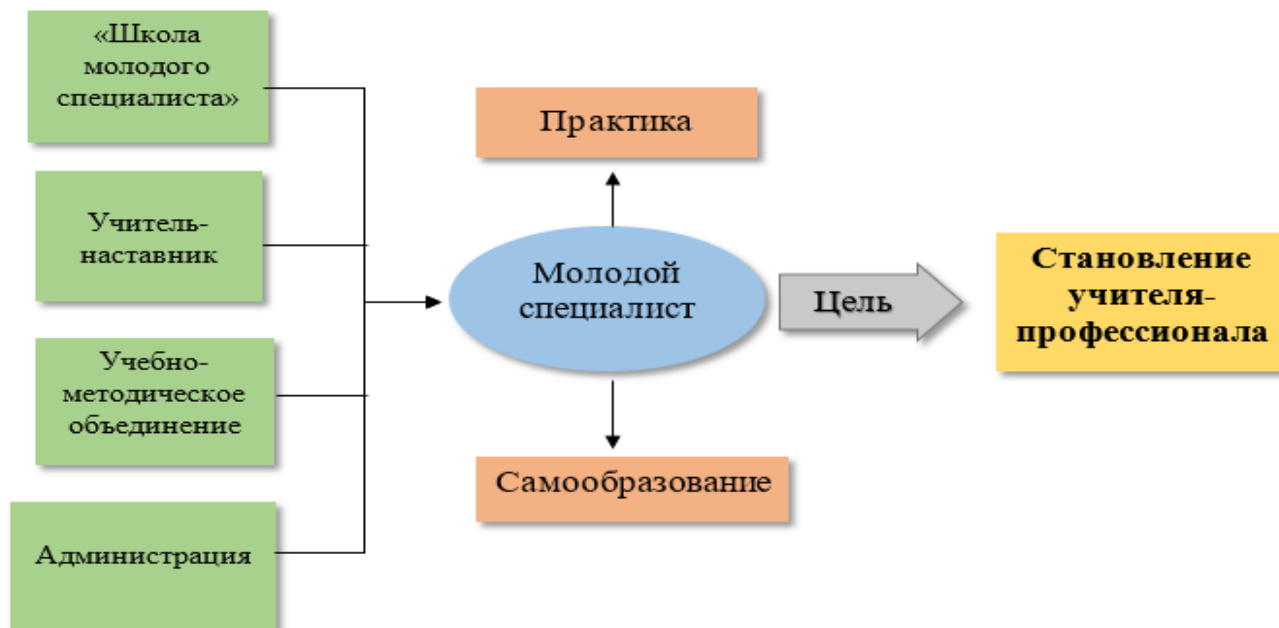 «Школа
молодого
специалиста»
Учитель-
наставник
Учебно-
методическое
объединение
Администрация
Практика
Молодой
специалист
Самообразование
Цель
Становление
учителя-
профессионала